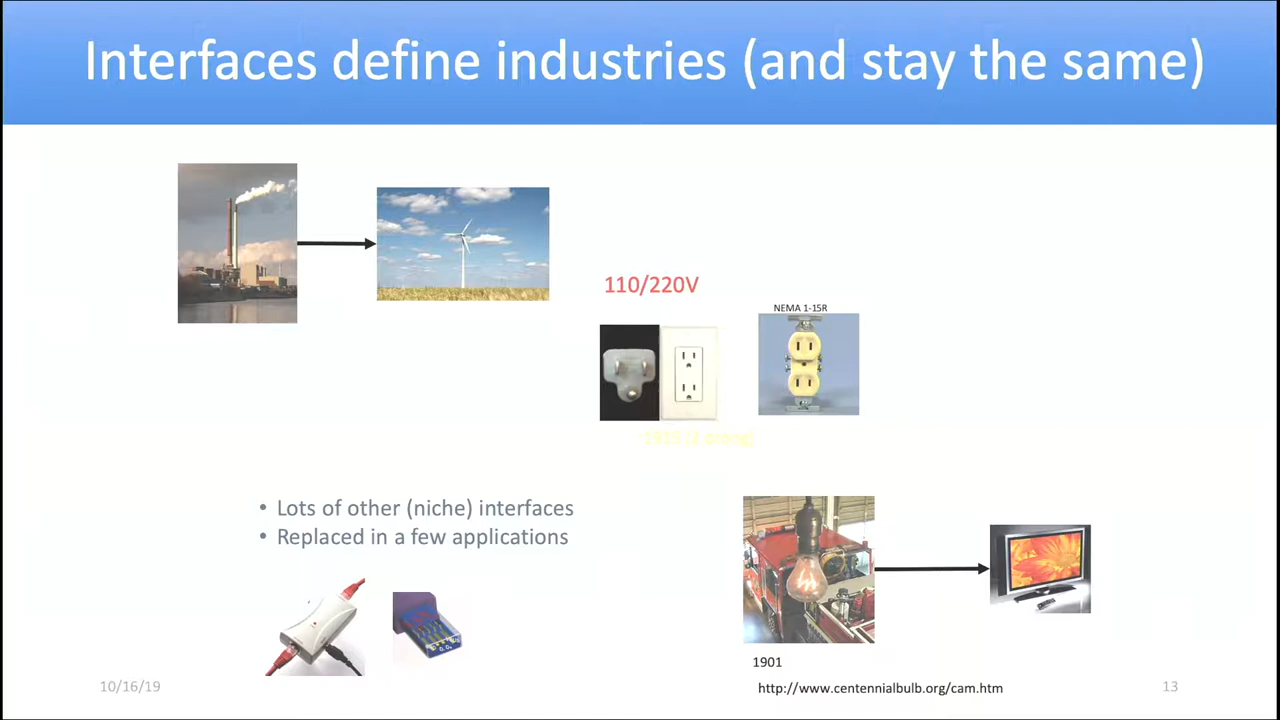 Interfaces define industries (and stay the same)
110/220V
NEMA 1-15R
• Lots of other (niche) interfaces
• Replaced in a few applications
1901
10/16/19
http://www.centennialbulb.org/cam.htm
13